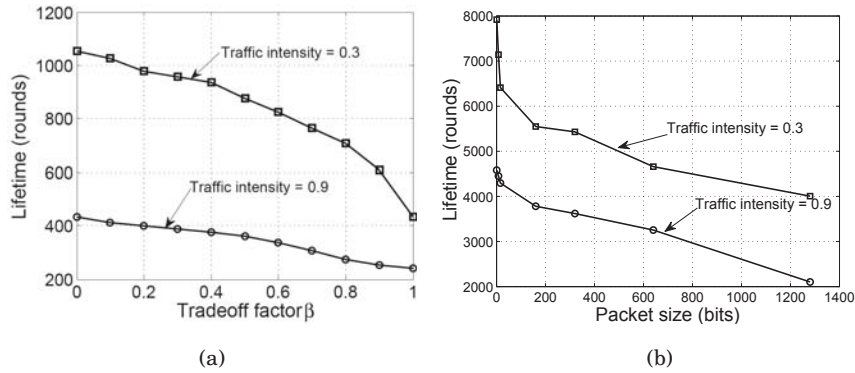 1200
1000
800
600
400
200
0
0.2
0.4
0.6
0.8
1
Lifetime (rounds)
Tradeoff factor β
Traffic intensity = 0.3
Traffic intensity = 0.9
(a)
8000
7000
6000
5000
4000
3000
2000
0
200
400
600
800
1000
1200
1400
Lifetime (rounds)
Packet size (bits)
Traffic intensity = 0.3
Traffic intensity = 0.9
(b)